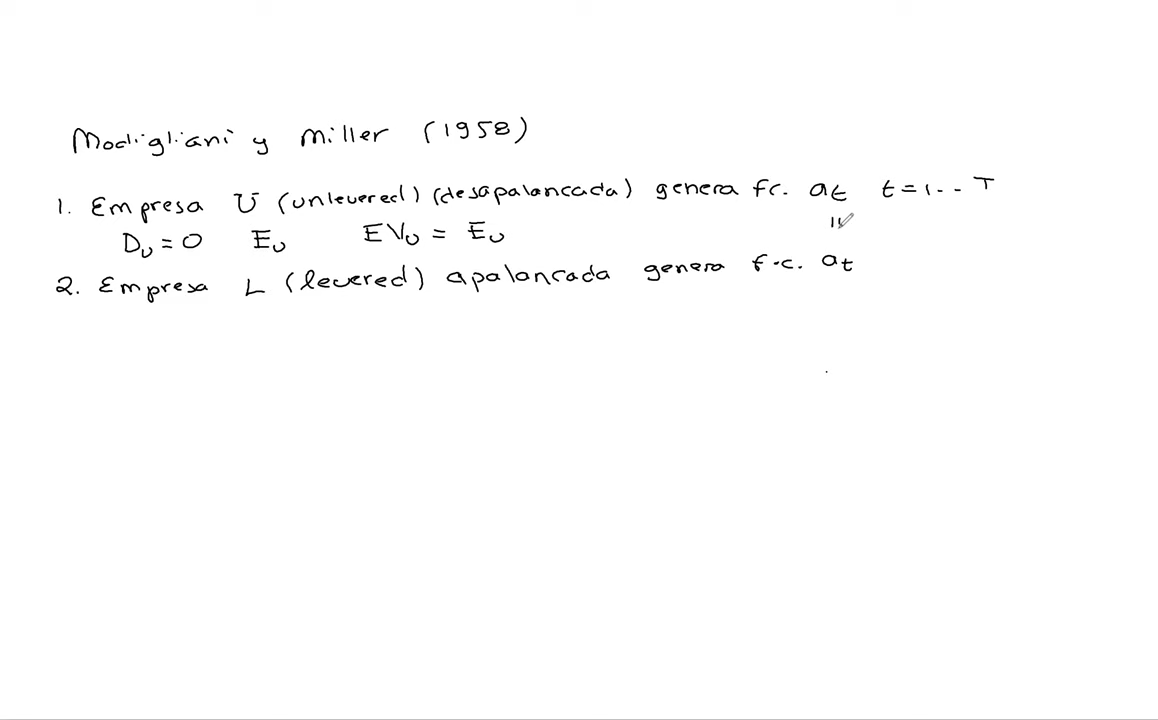 Modigliani y Miller (1958)
1. Empresa U (unlevered) (desapalancada) genera fc. at t=1.. T
Du = 0 Eu EVu = Eu
2. Empresa L (levered) apalancada genera f.c. at